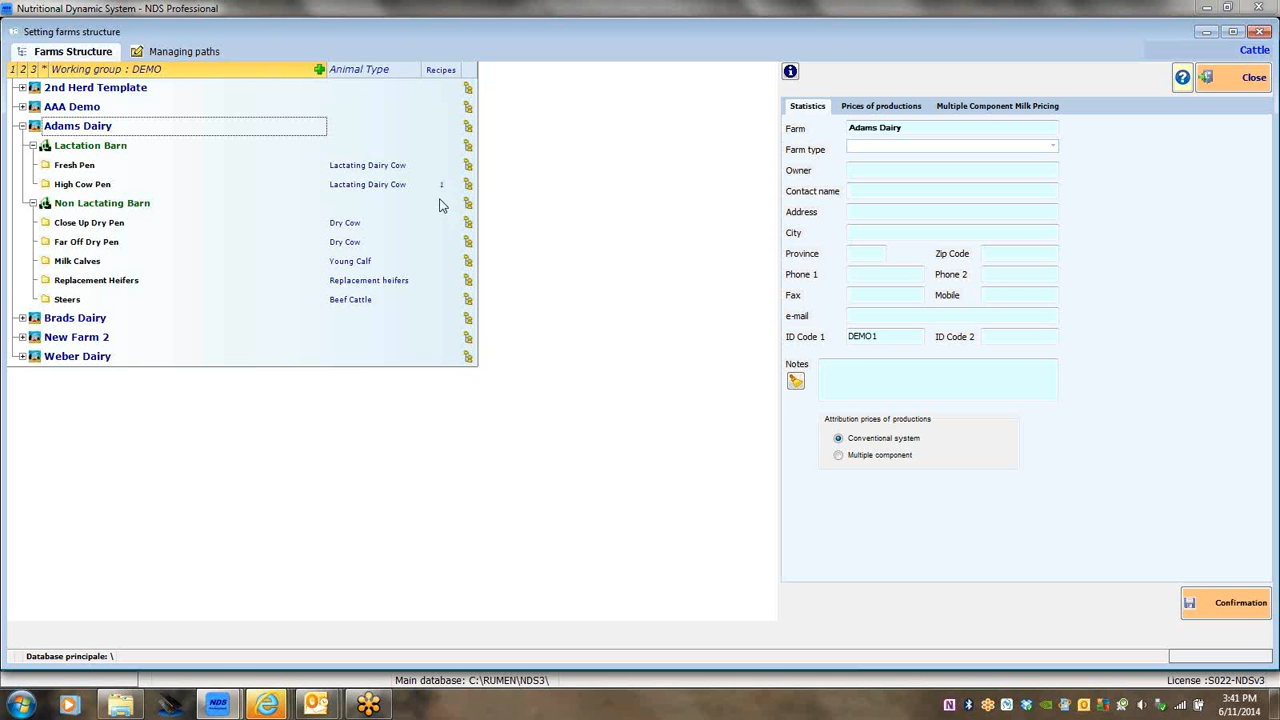 Nutritional Dynamic System - NDS Professional
Setting farms structure
Farms Structure Managing paths
Cattle
1 2 3 * Working group : DEMO Animal Type Recipes
Close
2nd Herd Template
AAA Demo
Adams Dairy
Lactation Barn
Fresh Pen Lactating Dairy Cow
High Cow Pen Lactating Dairy Cow 1
Non Lactating Barn
Close Up Dry Pen Dry Cow
Far Off Dry Pen Dry Cow
Milk Calves Young Calf
Replacement Heifers Replacement heifers
Steers Beef Cattle
Brads Dairy
New Farm 2
Weber Dairy
Statistics Prices of productions Multiple Component Milk Pricing
Farm Adams Dairy
Farm type
Owner
Contact name
Address
City
Province Zip Code
Phone 1 Phone 2
Fax Mobile
e-mail
ID Code 1 DEMO1 ID Code 2
Notes
Attribution prices of productions
Conventional system
Multiple component
Confirmation
Database principale: \
Main database: C:\RUMEN\NDS3\ License :S022-NDSv3
NDS
3:41 PM
6/11/2014